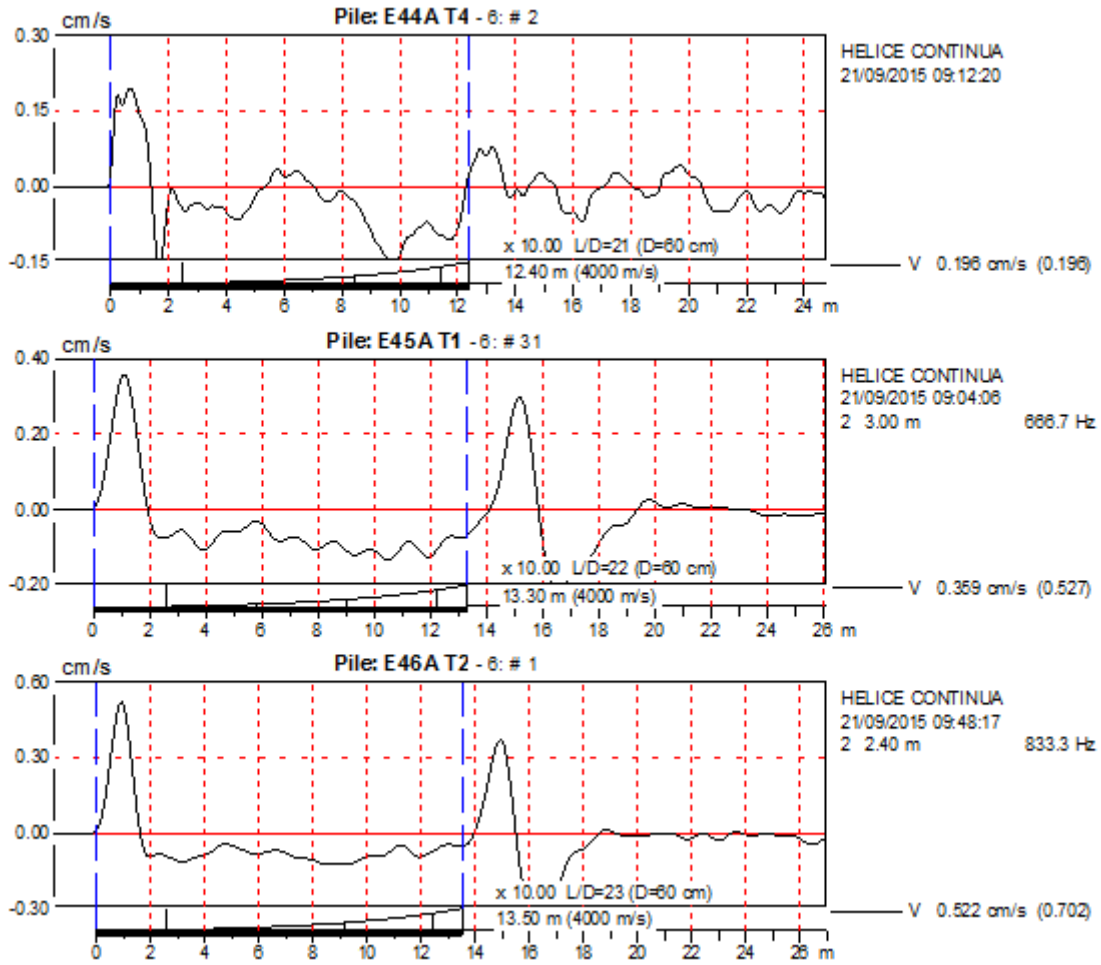 cm/s
Pile: E44A T4 - 6: # 2
0.30
0.15
0.00
-0.15
HELICE CONTINUA
21/09/2015 09:12:20
x 10.00 L/D=21 (D=60 cm)
12.40 m (4000 m/s)
V 0.196 cm/s (0.196)
0 2 4 6 8 10 12 14 16 18 20 22 24 m
cm/s
Pile: E45A T1 - 6: # 31
0.40
0.20
0.00
-0.20
HELICE CONTINUA
21/09/2015 09:04:06
2 3.00 m 666.7 Hz
x 10.00 L/D=22 (D=60 cm)
13.30 m (4000 m/s)
V 0.359 cm/s (0.527)
0 2 4 6 8 10 12 14 16 18 20 22 24 26 m
cm/s
Pile: E46A T2 - 6: # 1
0.60
0.30
0.00
-0.30
HELICE CONTINUA
21/09/2015 09:48:17
2 2.40 m 833.3 Hz
x 10.00 L/D=23 (D=60 cm)
13.50 m (4000 m/s)
V 0.522 cm/s (0.702)
0 2 4 6 8 10 12 14 16 18 20 22 24 26 m